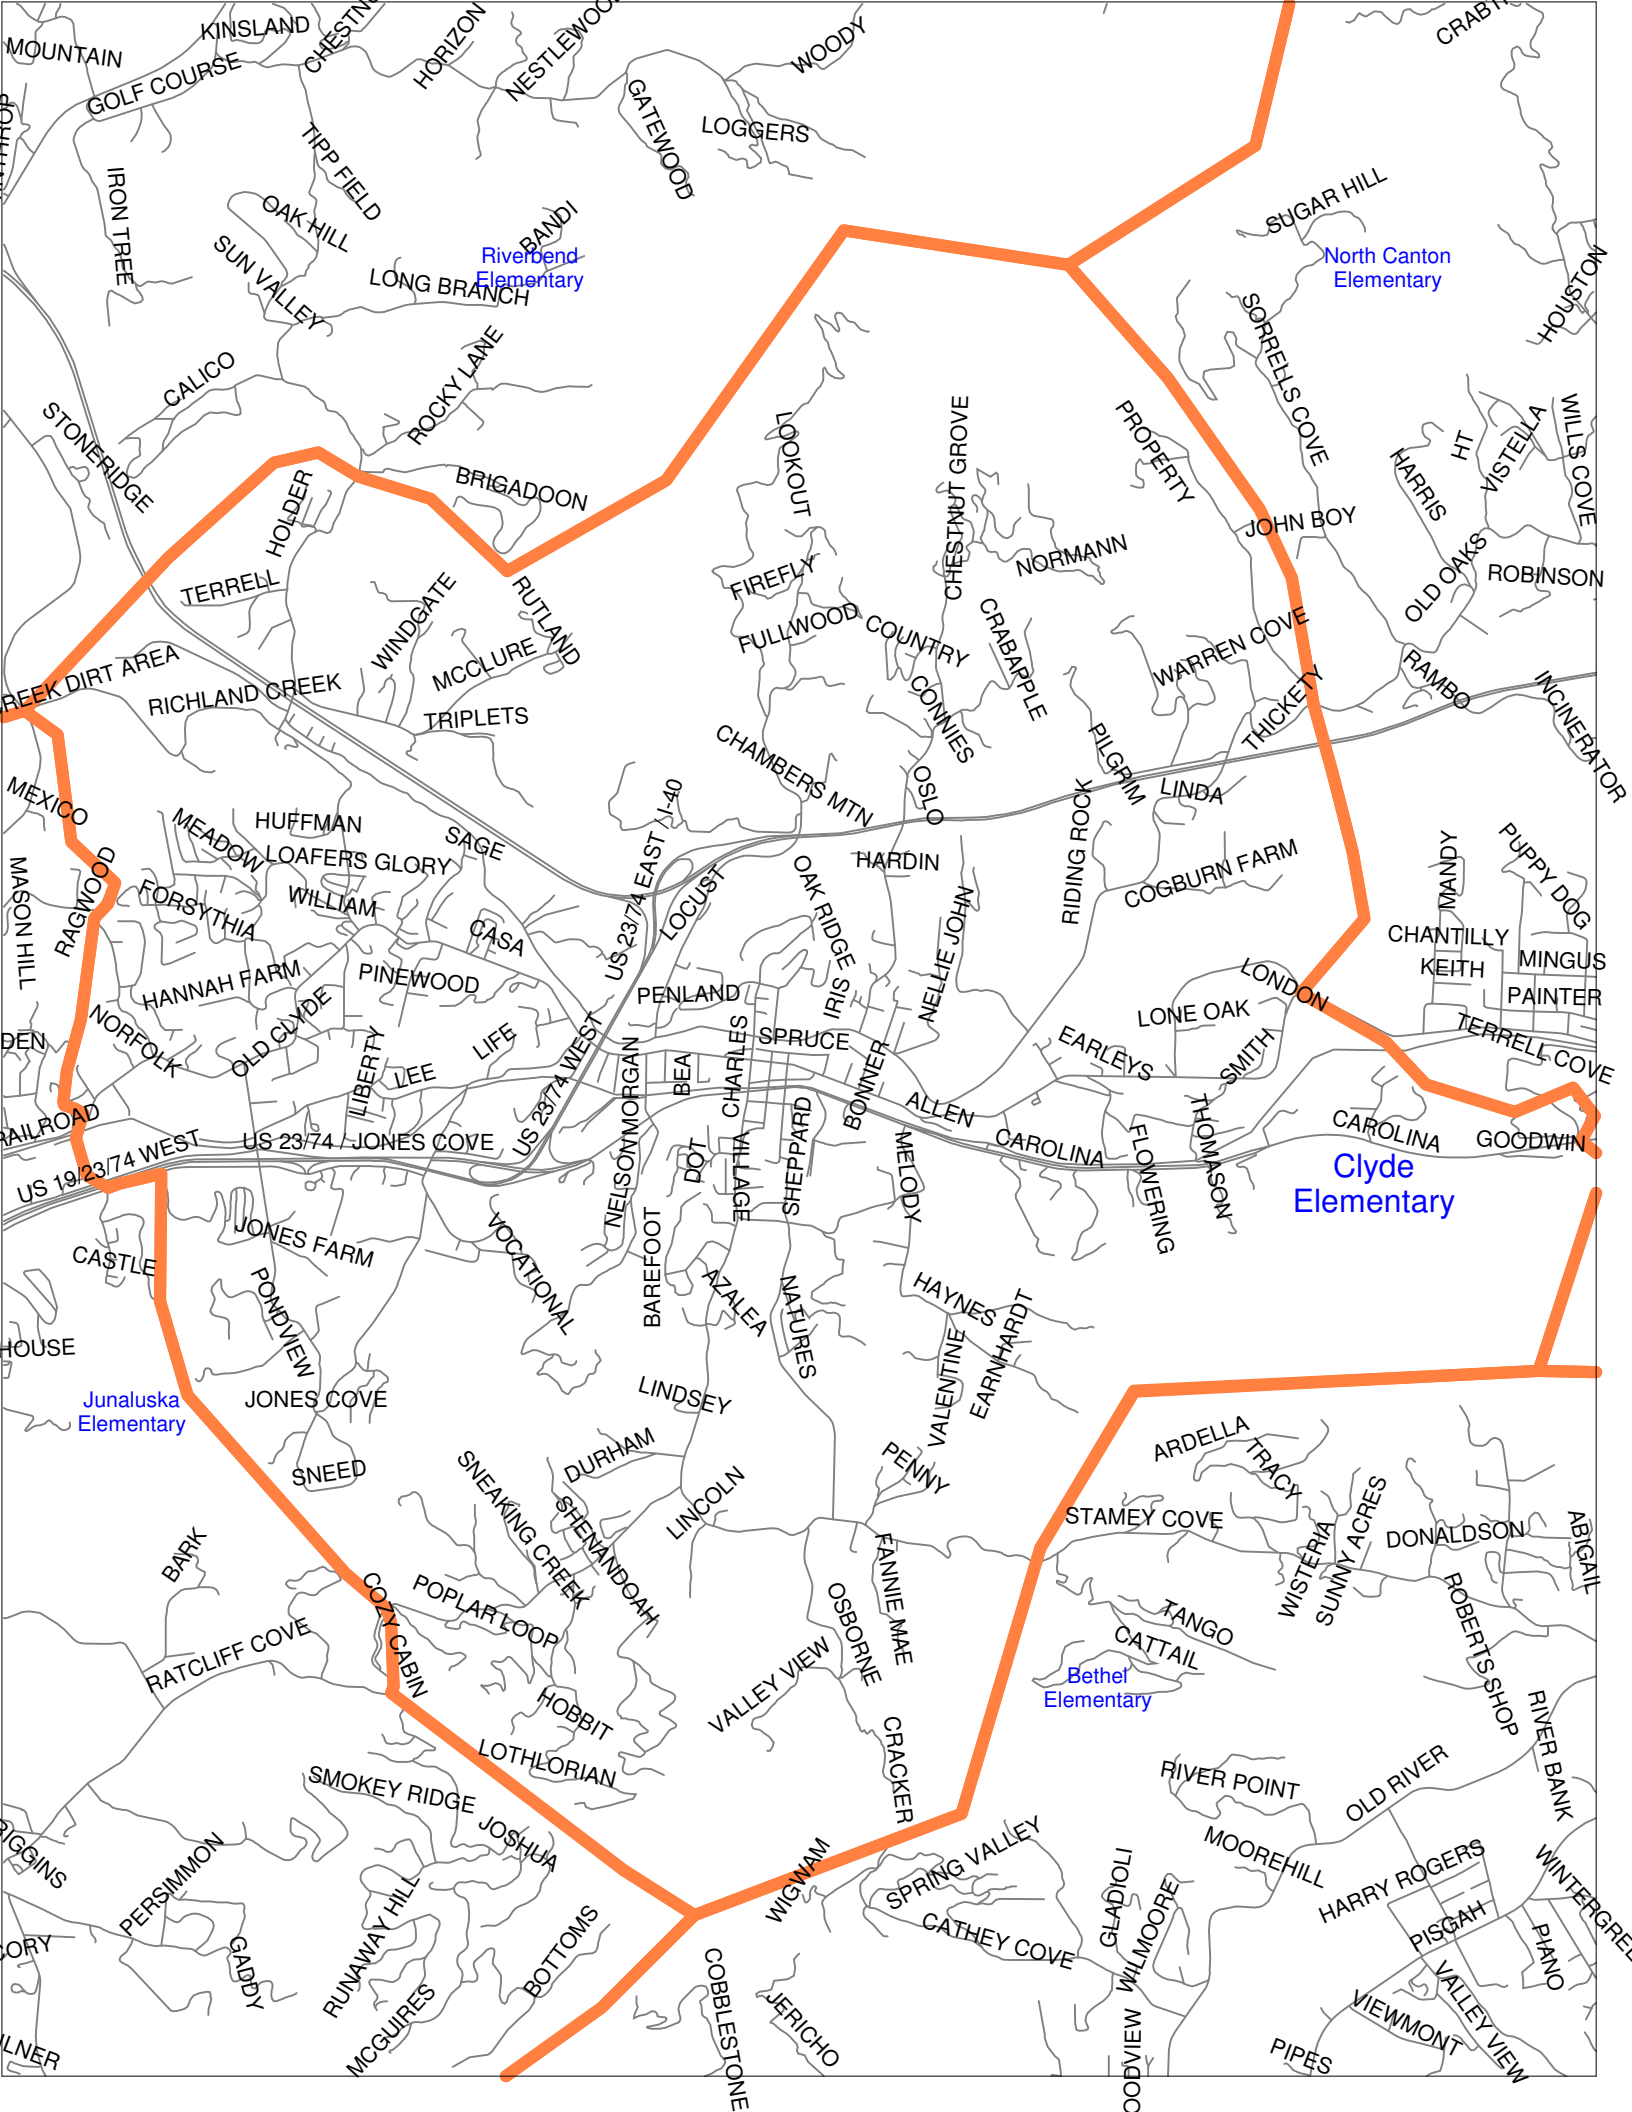 KINSLAND
HORIZON
WOODY
MOUNTAIN
GOLF COURSE
GATEWOOD
LOGGERS
TIPP FIELD
IRON TREE
OAK HILL
SUN VALLEY
BANDI
Riverbend
Elementary
LONG BRANCH
SUGAR HILL
North Canton
Elementary
HOUSTON
SORRELLS COVE
CALICO
ROCKY LANE
STONERIDGE
HOLDER
BRIGADOON
LOOKOUT
CHESTNUT GROVE
PROPERTY
HARRIS
HT
VISTELLA
WILLS COVE
JOHN BOY
NORMANN
OLD OAKS
ROBINSON
TERRELL
WINDGATE
RUTLAND
FIREFLY
FULLWOOD
COUNTRY
CRABAPPLE
WARREN COVE
MCCLURE
CREEK DIRT AREA
RICHLAND CREEK
TRIPLETS
CONNIES
THICKETY
RAMBO
INCINERATOR
CHAMBERS MTN
OSLO
PILGRIM
LINDA
MEXICO
MEADOW
HUFFMAN
LOAFERS GLORY
SAGE
US 23/74 EAST / I-40
HARDIN
RIDING ROCK
COGBURN FARM
MANDY
PUPPY DOG
MASON HILL
RAGWOOD
FORSYTHIA
WILLIAM
CASA
LOCUST
OAK RIDGE
NELLIE JOHN
CHANTILLY
KEITH
MINGUS
PAINTER
HANNAH FARM
PINEWOOD
PENLAND
IRIS
LONDON
LONE OAK
DEN
NORFOLK
OLD CLYDE
LIBERTY
LEE
LIFE
US 23/74 WEST
NELSON
MORGAN
BEA
CHARLES
SPRUCE
BONNER
EARLEYS
SMITH
TERRELL COVE
RAILROAD
US 19/23/74 WEST
US 23/74 / JONES COVE
DOT
VILLAGE
SHEPPARD
ALLEN
MELODY
CAROLINA
FLOWERING
THOMASON
CAROLINA
GOODWIN
Clyde
Elementary
CASTLE
JONES FARM
PONDVIEW
VOCATIONAL
BAREFOOT
AZALEA
NATURES
HAYNES
VALENTINE
EARNHARDT
HOUSE
Junaluska
Elementary
JONES COVE
LINDSEY
SNEED
SNEAKING CREEK
DURHAM
SHENANDOAH
LINCOLN
PENNY
ARDELLA
TRACY
STAMEY COVE
WISTERIA
SUNNY ACRES
DONALDSON
ABIGAIL
BARK
COZY CABIN
POPLAR LOOP
OSBORNE
FANNIE MAE
TANGO
CATTAIL
ROBERTS SHOP
RATCLIFF COVE
HOBBIT
VALLEY VIEW
Bethel
Elementary
RIVER BANK
LOTHLORIAN
CRACKER
SMOKEY RIDGE
JOSHUA
RIVER POINT
OLD RIVER
MOOREHILL
PERSIMMON
WIGWAM
SPRING VALLEY
CATHEY COVE
GLADIOLI
WILMOORE
HARRY ROGERS
PISGAH
PIANO
GADDY
RUNAWAY HILL
MCGUIRES
BOTTOMS
COBBLESTONE
JERICHO
VIEWMONT
VALLEY VIEW
PIPES